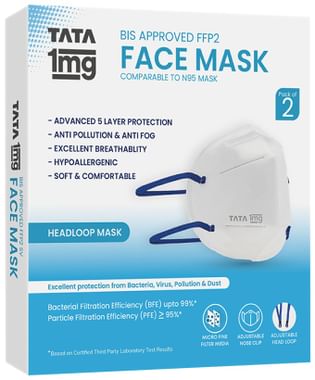 TATA
1mg
BIS APPROVED FFP2
FACE MASK
COMPARABLE TO N95 MASK
Pack of
2
- ADVANCED 5 LAYER PROTECTION
- ANTI POLLUTION & ANTI FOG
- EXCELLENT BREATHABLITY
- HYPOALLERGENIC
- SOFT & COMFORTABLE
TATA 1mg
HEADLOOP MASK
Excellent protection from Bacteria, Virus, Pollution & Dust
Bacterial Filtration Efficiency (BFE) upto 99%*
Particle Filtration Efficiency (PFE) ≥ 95%*
MICRO FINE
FILTER MEDIA
ADJUSTABLE
NOSE CLIP
ADJUSTABLE
HEAD LOOP
*Based on Certified Third Party Laboratory Test Results
TATA
1mg
BIS APPROVED FFP2 SV
FACE MASK